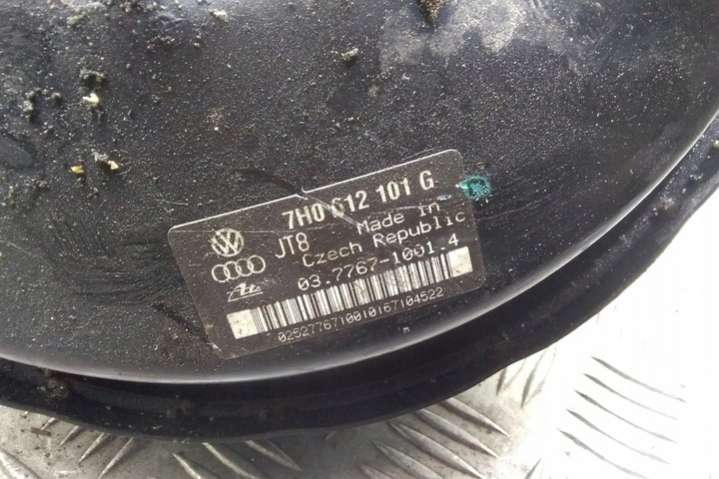 7H0 612 101 G
JT8 Made in
Czech Republic
03.7767-1001.4
0252776710010167104522